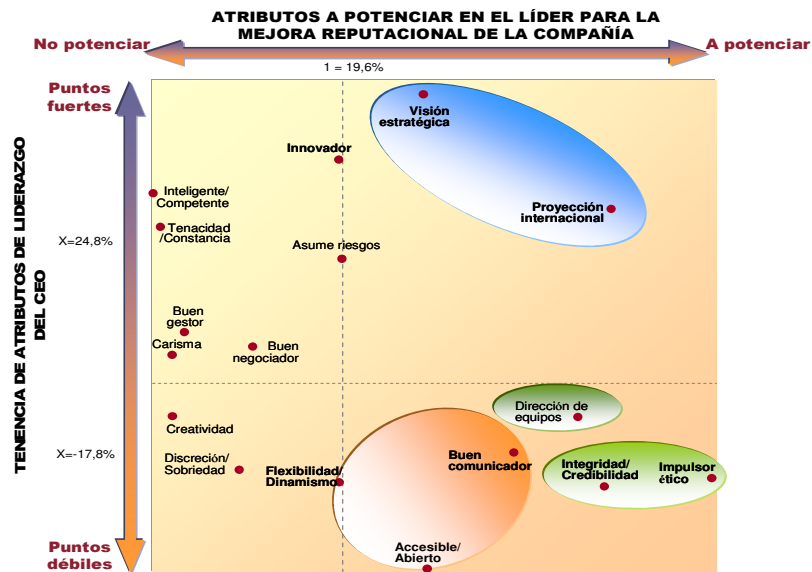 ATRIBUTOS A POTENCIAR EN EL LÍDER PARA LA
MEJORA REPUTACIONAL DE LA COMPAÑÍA
No potenciar
A potenciar
1 = 19,6%
Puntos
fuertes
TENENCIA DE ATRIBUTOS DE LIDERAZGO
DEL CEO
X=24,8%
X=-17,8%
Puntos
débiles
Visión
estratégica
Innovador
Inteligente/
Competente
Tenacidad
/Constancia
Proyección
internacional
Asume riesgos
Buen
gestor
Carisma
Buen
negociador
Dirección de
equipos
Creatividad
Discreción/
Sobriedad
Flexibilidad/
Dinamismo
Buen
comunicador
Integridad/
Credibilidad
Impulsor
ético
Accesible/
Abierto